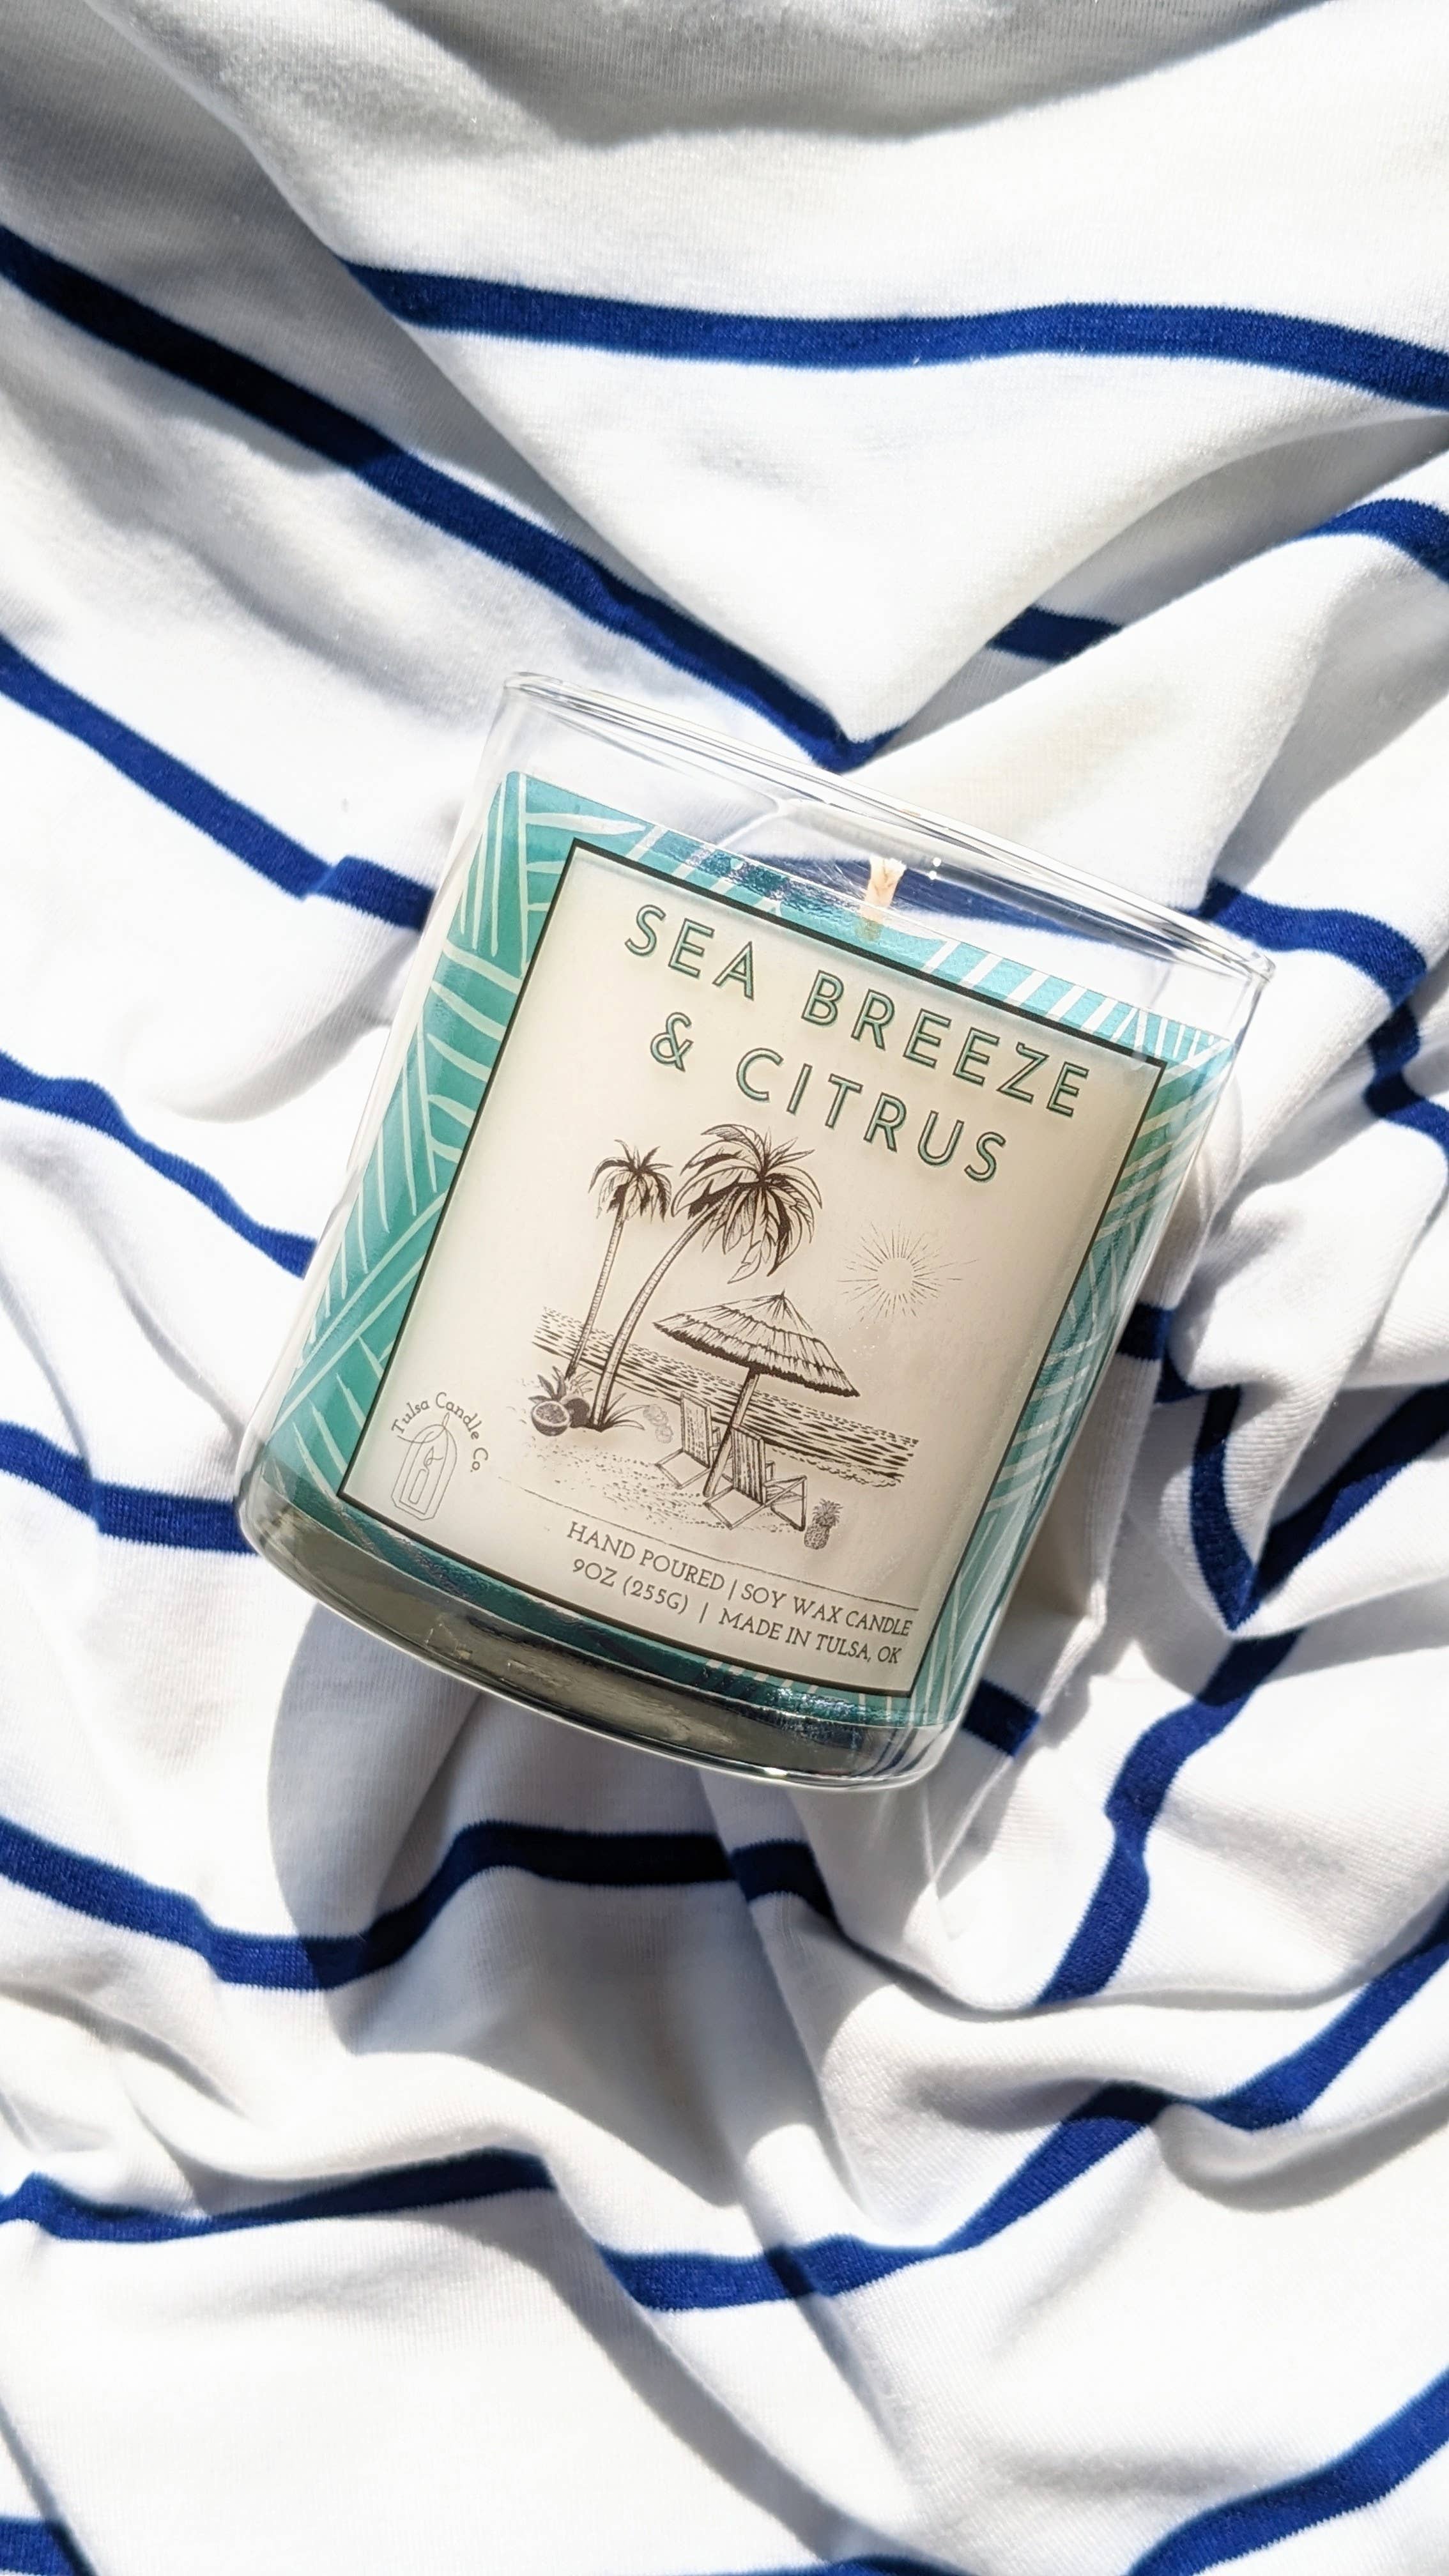 SEA BREEZE
& CITRUS
Tulsa Candle Co.
HAND POURED | SOY WAX CANDLE
9OZ (255G) | MADE IN TULSA, OK